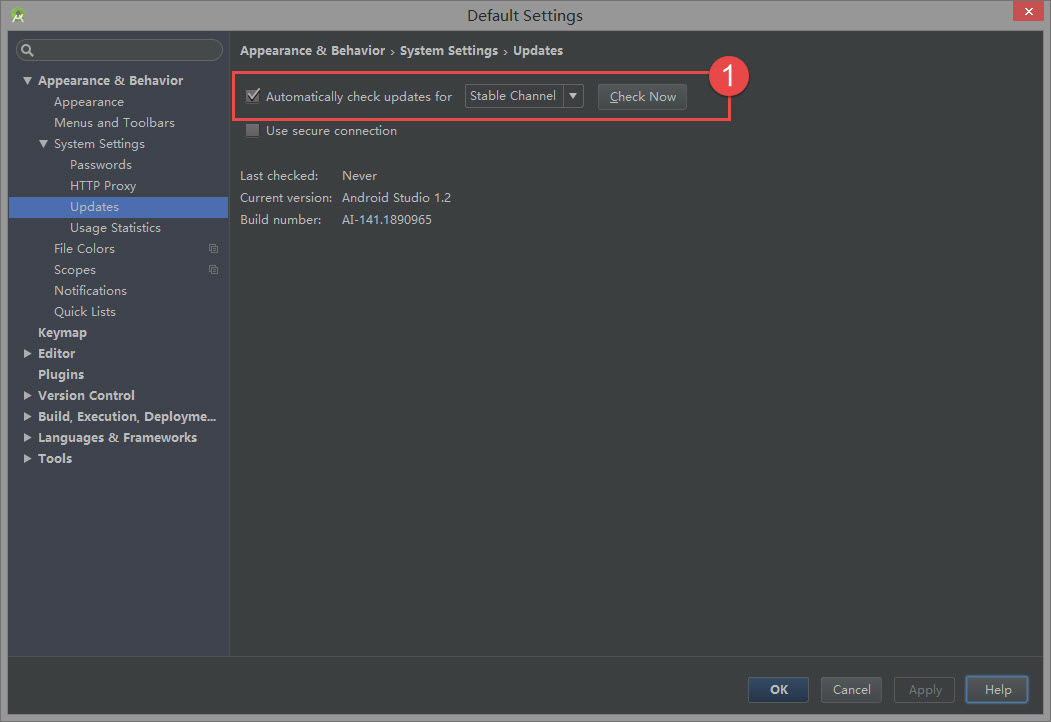 Default Settings
Appearance & Behavior › System Settings › Updates
Appearance & Behavior
Appearance
Menus and Toolbars
System Settings
Passwords
HTTP Proxy
Updates
Usage Statistics
File Colors
Scopes
Notifications
Quick Lists
Keymap
Editor
Plugins
Version Control
Build, Execution, Deployme...
Languages & Frameworks
Tools
1
Automatically check updates for Stable Channel Check Now
Use secure connection
Last checked: Never
Current version: Android Studio 1.2
Build number: AI-141.1890965
OK Cancel Apply Help